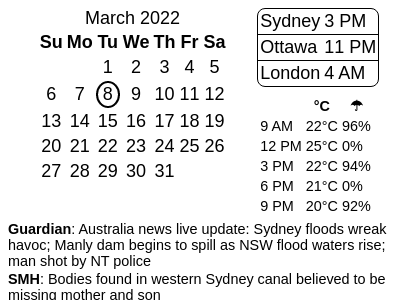 March 2022
Su Mo Tu We Th Fr Sa
1 2 3 4 5
6 7 8 9 10 11 12
13 14 15 16 17 18 19
20 21 22 23 24 25 26
27 28 29 30 31
Sydney 3 PM
Ottawa 11 PM
London 4 AM
°C ☂
9 AM 22°C 96%
12 PM 25°C 0%
3 PM 22°C 94%
6 PM 21°C 0%
9 PM 20°C 92%
Guardian: Australia news live update: Sydney floods wreak
havoc; Manly dam begins to spill as NSW flood waters rise;
man shot by NT police
SMH: Bodies found in western Sydney canal believed to be
missing mother and son